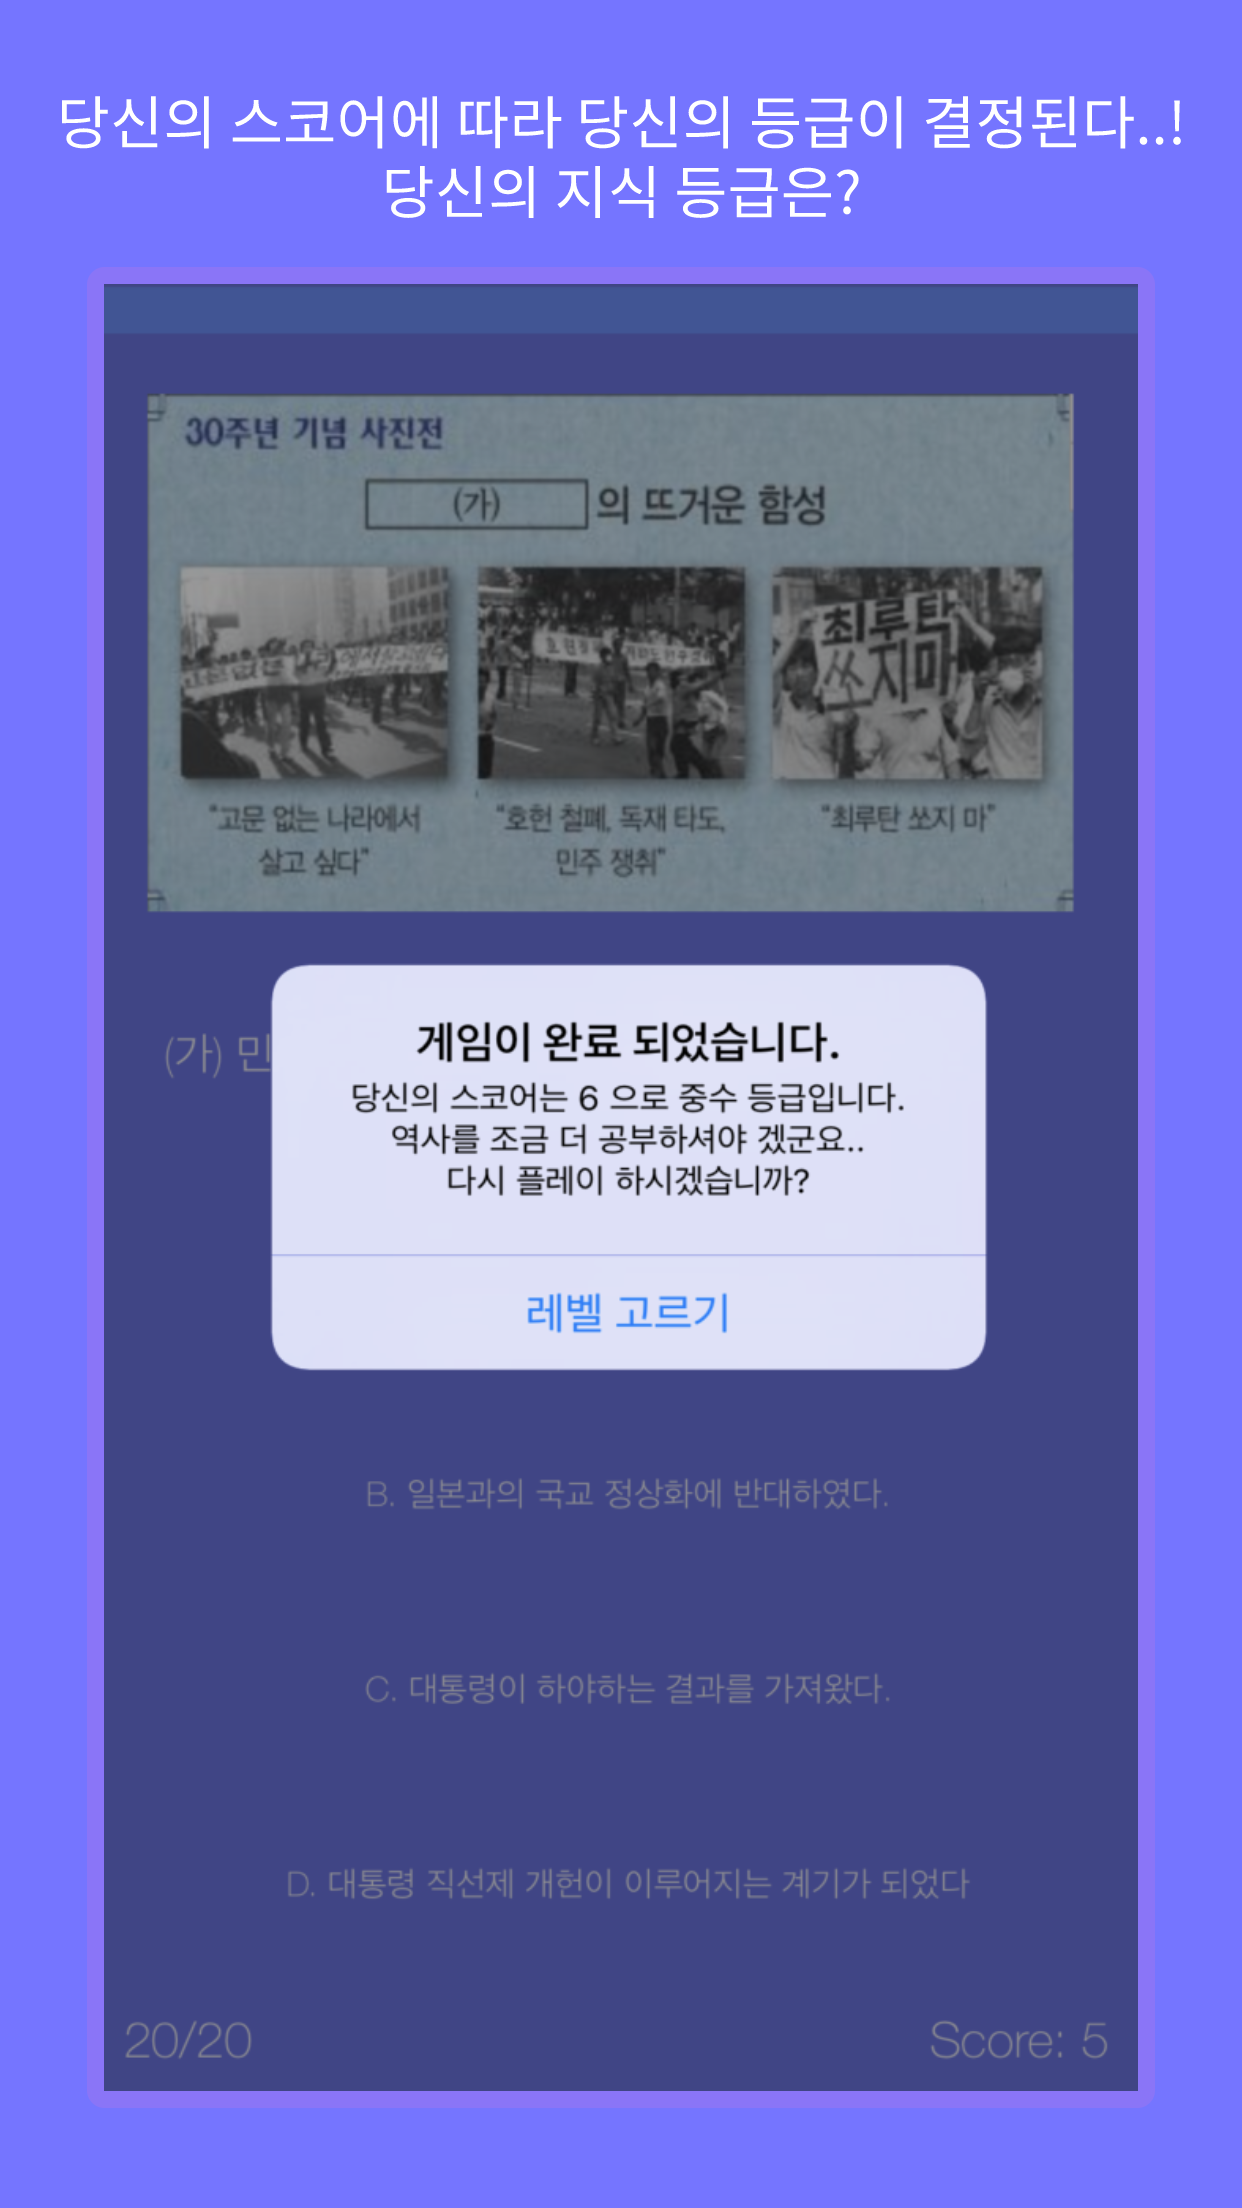 당신의 스코어에 따라 당신의 등급이 결정된다..!
당신의 지식 등급은?
30주년 기념 사진전
(가) 의 뜨거운 함성
최루탄
쏘지마
“고문 없는 나라에서
살고 싶다”
“호헌 철폐, 독재 타도,
민주 쟁취”
“최루탄 쏘지 마”
(가) 민
게임이 완료 되었습니다.
당신의 스코어는 6 으로 중수 등급입니다.
역사를 조금 더 공부하셔야 겠군요..
다시 플레이 하시겠습니까?
레벨 고르기
B. 일본과의 국교 정상화에 반대하였다.
C. 대통령이 하야하는 결과를 가져왔다.
D. 대통령 직선제 개헌이 이루어지는 계기가 되었다
20/20
Score: 5